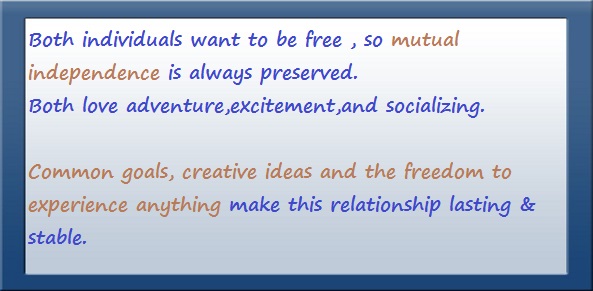 Both individuals want to be free , so mutual
independence is always preserved.
Both love adventure,excitement,and socializing.
Common goals, creative ideas and the freedom to
experience anything make this relationship lasting &
stable.